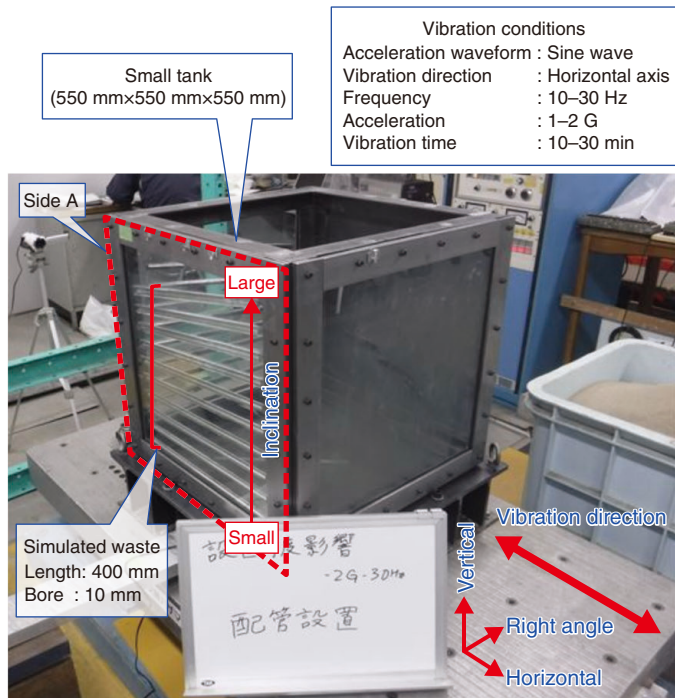 Vibration conditions
Acceleration waveform : Sine wave
Vibration direction : Horizontal axis
Frequency : 10–30 Hz
Acceleration : 1–2 G
Vibration time : 10–30 min
Small tank
(550 mm×550 mm×550 mm)
Side A
Large
Inclination
Small
Simulated waste
Length: 400 mm
Bore : 10 mm
影響
-2G-30Hz
配管設置
Vibration direction
Vertical
Right angle
Horizontal